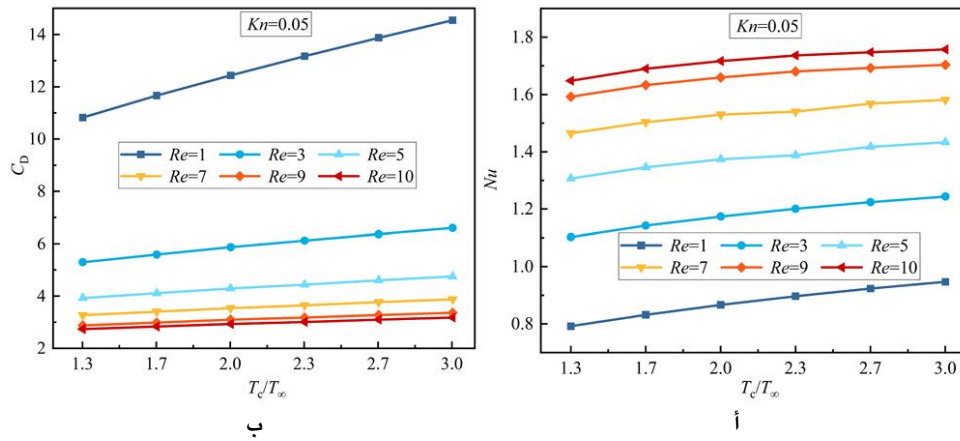 Kn=0.05
C_D
14
12
10
8
6
4
2
Re=1 Re=3 Re=5
Re=7 Re=9 Re=10
1.3 1.7 2.0 2.3 2.7 3.0
T_c/T_∞
ب
Kn=0.05
Nu
1.8
1.6
1.4
1.2
1.0
0.8
Re=1 Re=3 Re=5
Re=7 Re=9 Re=10
1.3 1.7 2.0 2.3 2.7 3.0
T_c/T_∞
أ